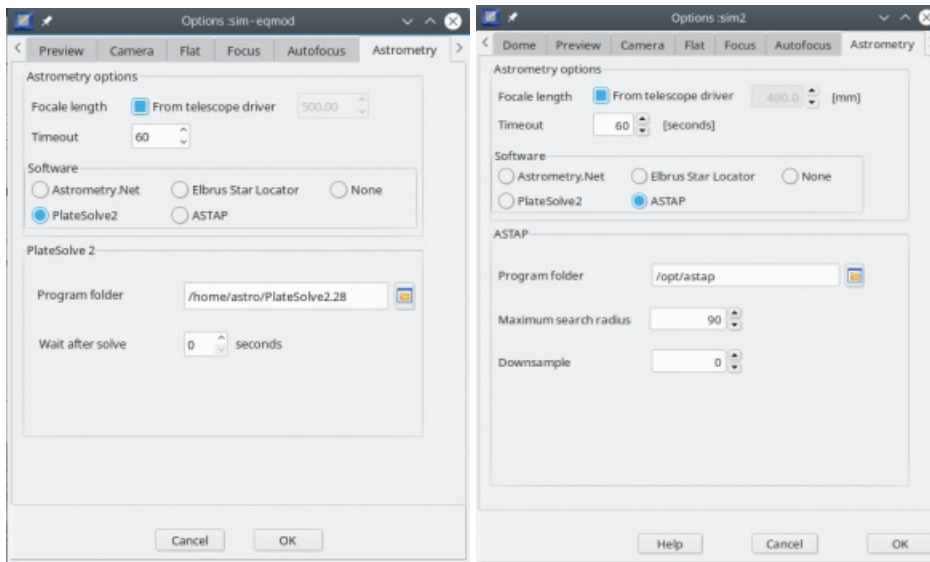 Options :sim-eqmod
Preview Camera Flat Focus Autofocus Astrometry
Astrometry options
Focale length From telescope driver 500.00
Timeout 60
Software
Astrometry.Net Elbrus Star Locator None
PlateSolve2 ASTAP
PlateSolve 2
Program folder /home/astro/PlateSolve2.28
Wait after solve 0 seconds
Cancel OK
Options :sim2
Dome Preview Camera Flat Focus Autofocus Astrometry
Astrometry options
Focale length From telescope driver 400.0 [mm]
Timeout 60 [seconds]
Software
Astrometry.Net Elbrus Star Locator None
PlateSolve2 ASTAP
ASTAP
Program folder /opt/astap
Maximum search radius 90
Downsample 0
Help Cancel OK